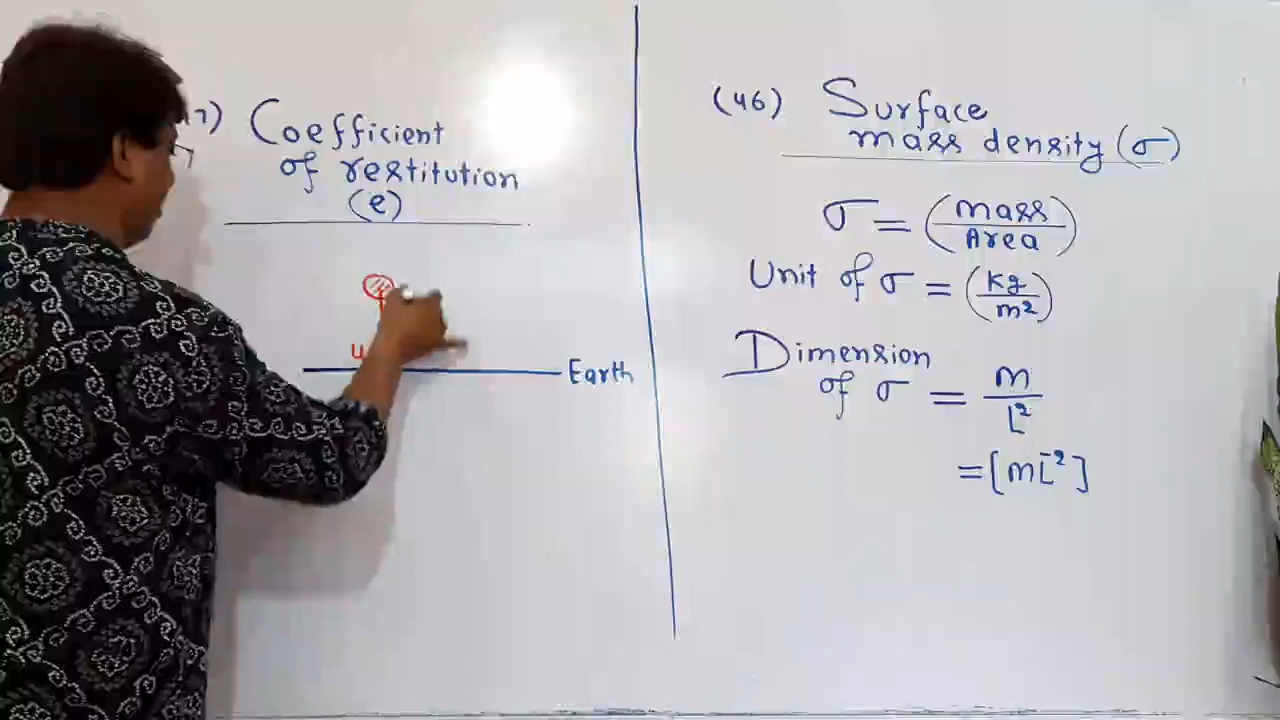 7) Coefficient
of restitution
(e)
u
Earth
(46) Surface
mass density (σ)
σ = (mass/Area)
Unit of σ = (kg/m²)
Dimension
of σ = m/L²
= [mL⁻²]